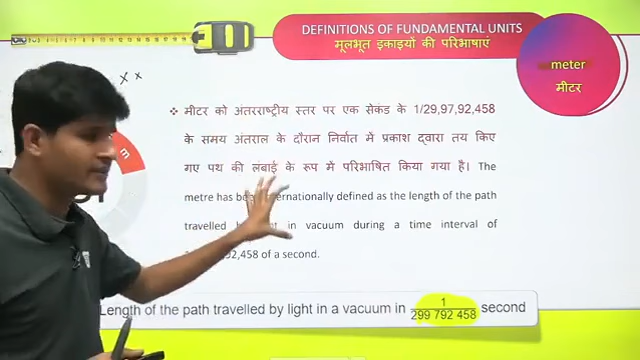 DEFINITIONS OF FUNDAMENTAL UNITS
मूलभूत इकाइयों की परिभाषाएं
meter
मीटर
मीटर को अंतरराष्ट्रीय स्तर पर एक सेकंड के 1/29,97,92,458
के समय अंतराल के दौरान निर्वात में प्रकाश द्वारा तय किए
गए पथ की लंबाई के रूप में परिभाषित किया गया है। The
metre has internationally defined as the length of the path
travelled in vacuum during a time interval of
92,458 of a second.
m
Length of the path travelled by light in a vacuum in 1/299 792 458 second